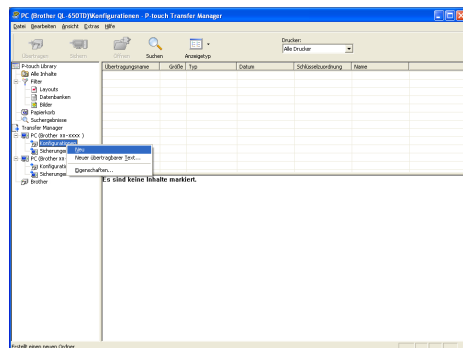 PC (Brother QL-650TD)\Konfigurationen - P-touch Transfer Manager
Datei Bearbeiten Ansicht Extras Hilfe
Übertragen Sichern Öffnen Suchen Anzeigetyp
Drucker:
Alle Drucker
P-touch Library
Alle Inhalte
Filter
Layouts
Datenbanken
Bilder
Papierkorb
Suchergebnisse
Transfer Manager
PC (Brother xx-xxxx )
Konfigurationen
Sicherungen
PC (Brother xx
Konfigurati
Sicherungen
Brother
Neu
Neuer übertragbarer Text...
Eigenschaften...
Übertragungsname Größe Typ Datum Schlüsselzuordnung Name
Es sind keine Inhalte markiert.
Erstellt einen neuen Ordner